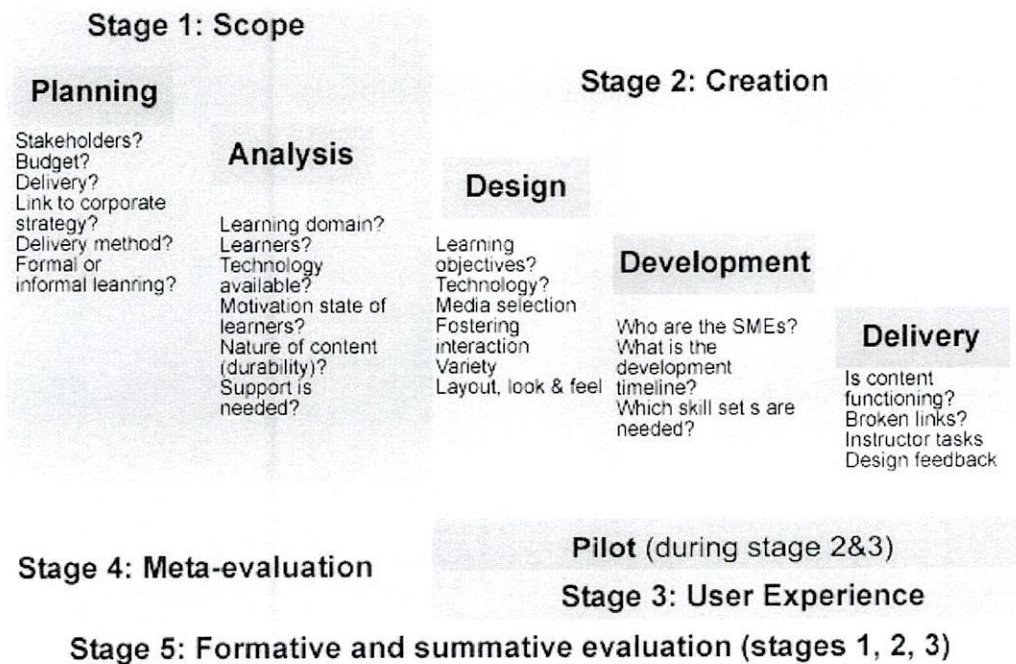 Stage 1: Scope
Planning
Stakeholders?
Budget?
Delivery?
Link to corporate
strategy?
Delivery method?
Formal or
informal leanring?
Analysis
Learning domain?
Learners?
Technology
available?
Motivation state of
learners?
Nature of content
(durability)?
Support is
needed?
Stage 2: Creation
Design
Learning
objectives?
Technology?
Media selection
Fostering
interaction
Variety
Layout, look & feel
Development
Who are the SMEs?
What is the
development
timeline?
Which skill set s are
needed?
Delivery
Is content
functioning?
Broken links?
Instructor tasks
Design feedback
Pilot (during stage 2&3)
Stage 4: Meta-evaluation
Stage 3: User Experience
Stage 5: Formative and summative evaluation (stages 1, 2, 3)